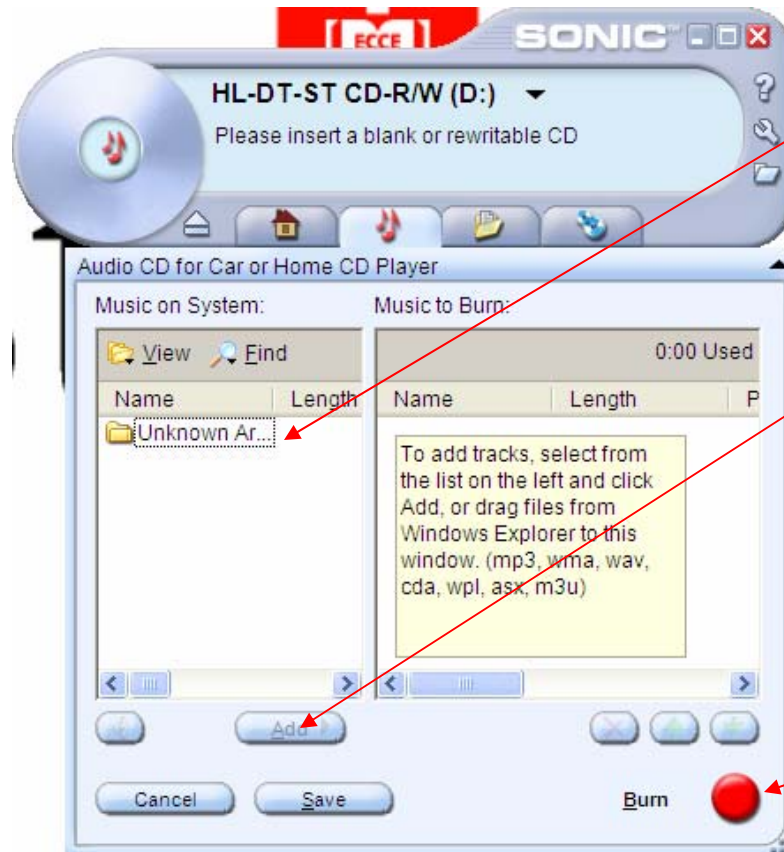 ECCE
SONIC
HL-DT-ST CD-R/W (D:)
Please insert a blank or rewritable CD
Audio CD for Car or Home CD Player
Music on System:
Music to Burn:
View Find
0:00 Used
Name Length
Name Length P
Unknown Ar...
To add tracks, select from
the list on the left and click
Add, or drag files from
Windows Explorer to this
window. (mp3, wma, wav,
cda, wpl, asx, m3u)
Add
Cancel Save Burn